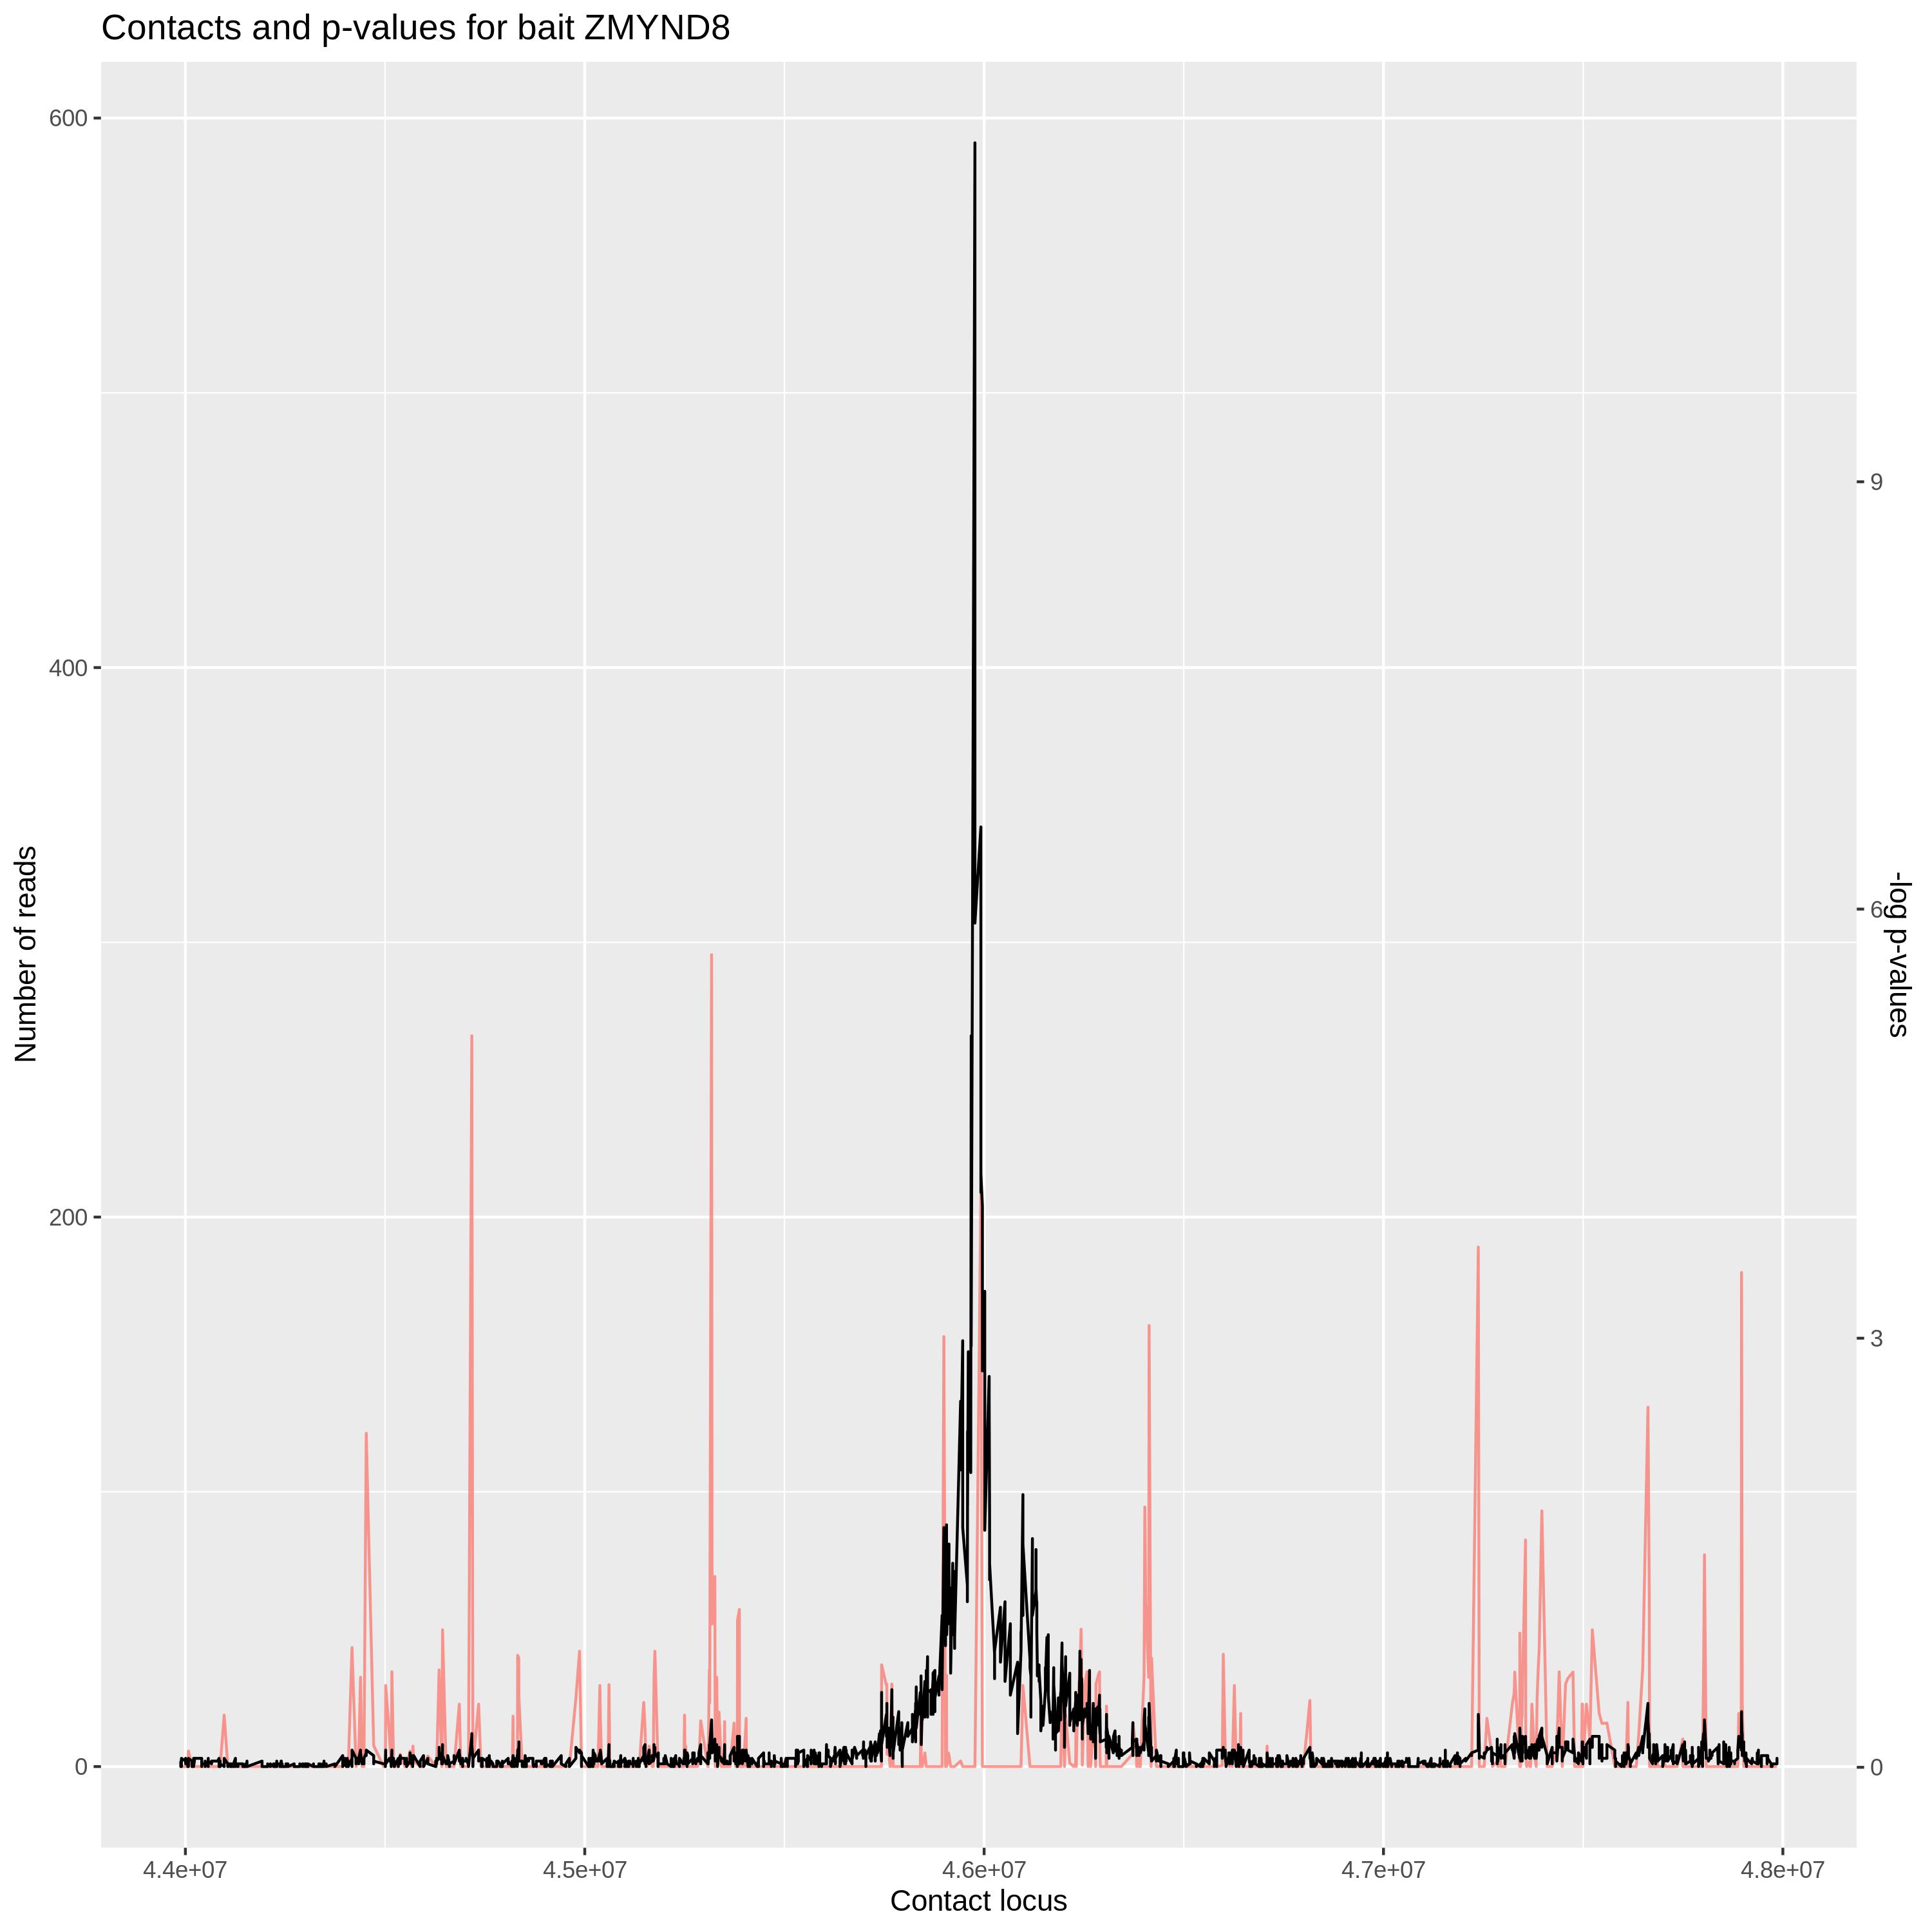 Contacts and p-values for bait ZMYND8
600
400
200
0
Number of reads
9
6
3
0
-log p-values
4.4e+07
4.5e+07
4.6e+07
4.7e+07
4.8e+07
Contact locus